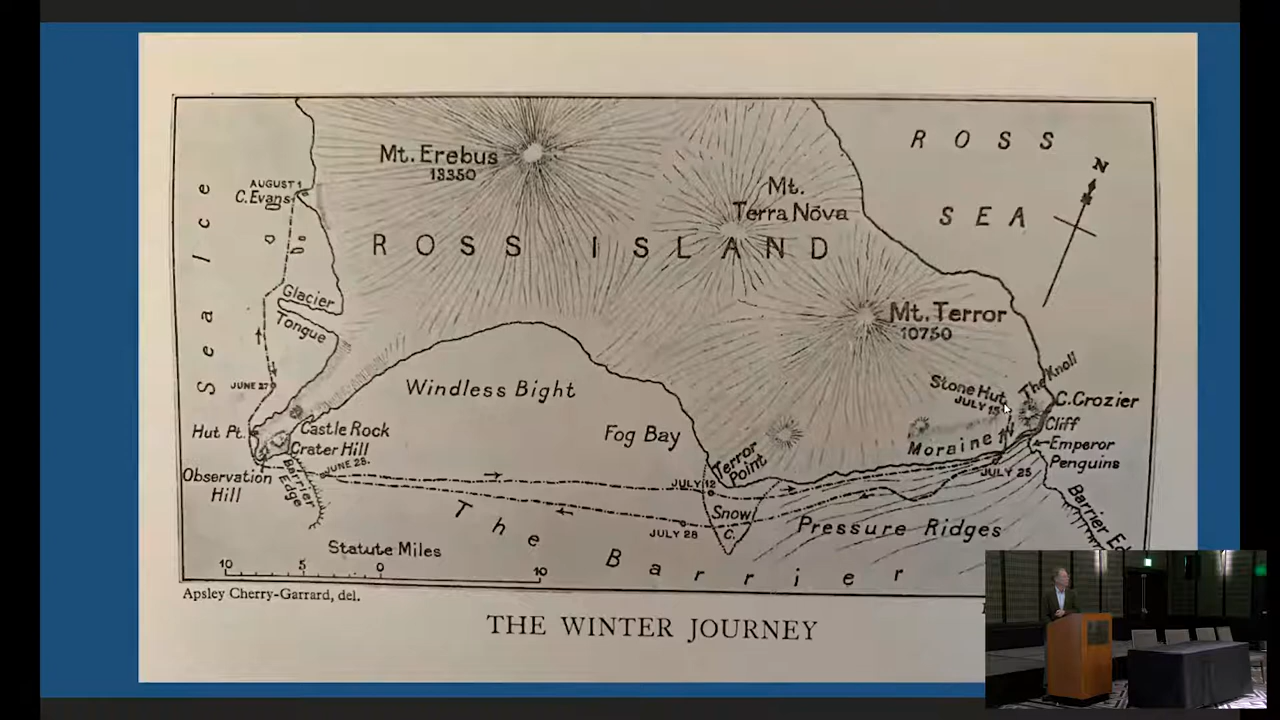 ROSS
SEA
N
Mt. Erebus
13350
Mt.
Terra Nova
ROSS ISLAND
AUGUST 1
C. Evans
Sea Ice
Glacier
Tongue
Mt. Terror
10750
JUNE 27
Windless Bight
Stone Hut
JULY 15
The Knoll
C. Crozier
Cliff
Emperor
Penguins
Moraine
JULY 25
Hut Pt.
Castle Rock
Crater Hill
JUNE 28.
Observation
Hill
Barrier
Edge
Fog Bay
Terror
Point
JULY 12
Snow
C.
JULY 28
Pressure Ridges
Barrier Ed
The Barrier
Statute Miles
10 5 0 10
Apsley Cherry-Garrard, del.
THE WINTER JOURNEY